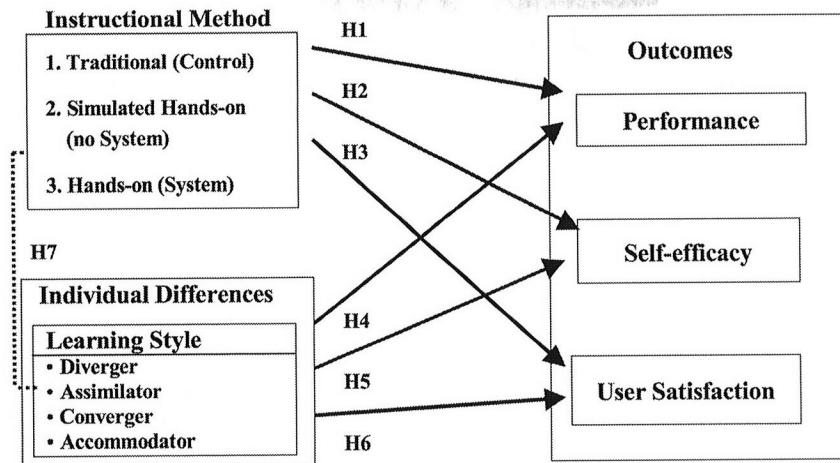 Instructional Method
1. Traditional (Control)
2. Simulated Hands-on
(no System)
3. Hands-on (System)
H7
Individual Differences
Learning Style
• Diverger
• Assimilator
• Converger
• Accommodator
H1
H2
H3
H4
H5
H6
Outcomes
Performance
Self-efficacy
User Satisfaction